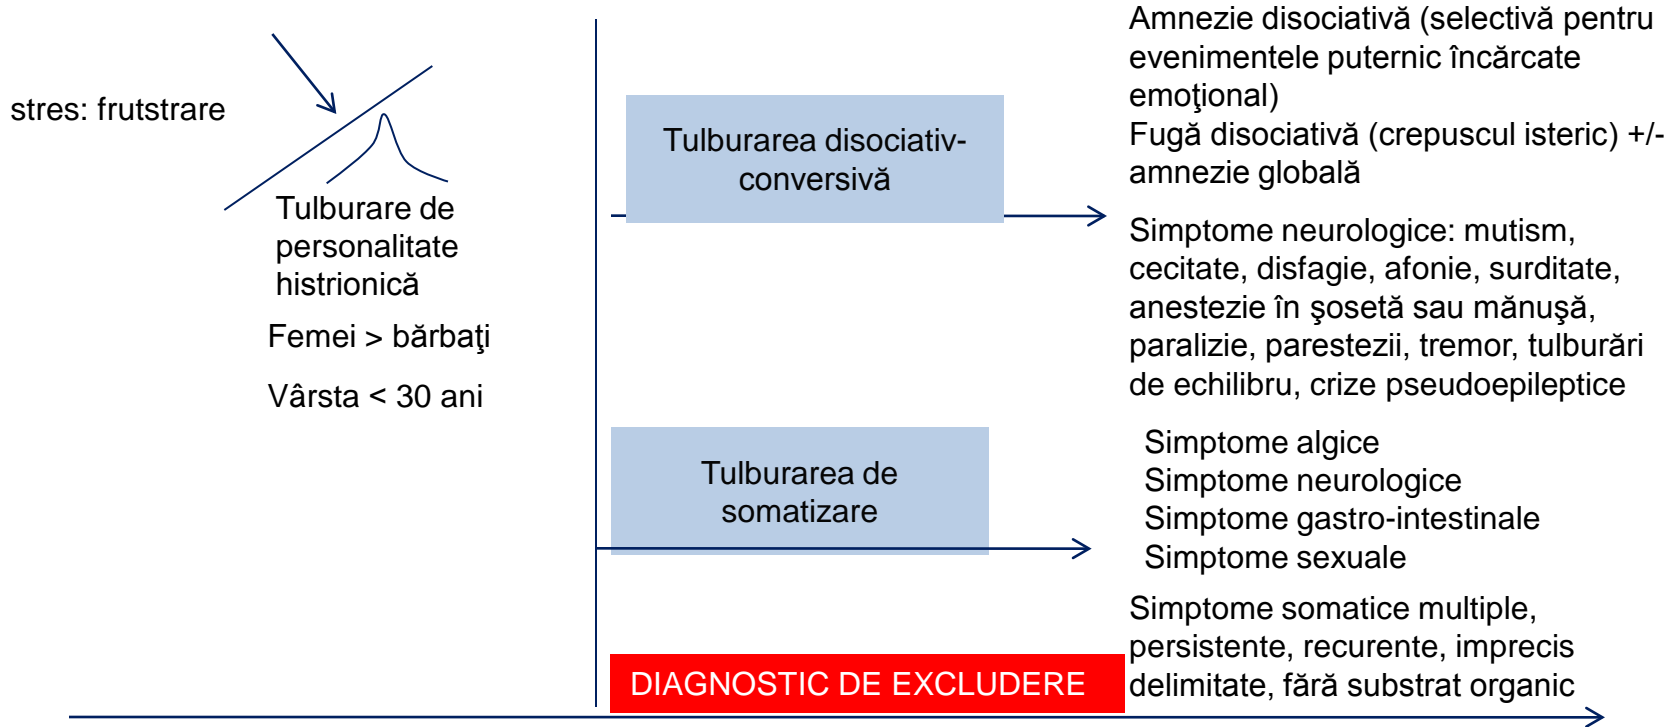 stres: frutstrare
Tulburare de
personalitate
histrionică
Femei > bărbaţi
Vârsta < 30 ani
Tulburarea disociativ-
conversivă
Amnezie disociativă (selectivă pentru
evenimentele puternic încărcate
emoţional)
Fugă disociativă (crepuscul isteric) +/-
amnezie globală
Simptome neurologice: mutism,
cecitate, disfagie, afonie, surditate,
anestezie în şosetă sau mănuşă,
paralizie, parestezii, tremor, tulburări
de echilibru, crize pseudoepileptice
Tulburarea de
somatizare
Simptome algice
Simptome neurologice
Simptome gastro-intestinale
Simptome sexuale
Simptome somatice multiple,
persistente, recurente, imprecis
delimitate, fără substrat organic
DIAGNOSTIC DE EXCLUDERE